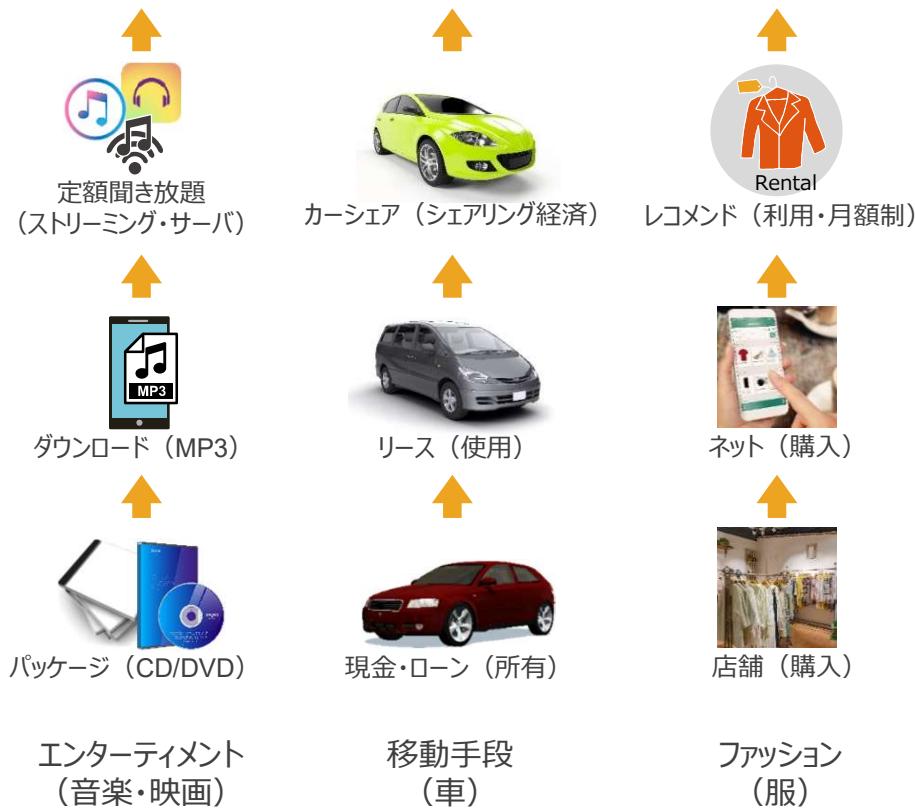 定額聞き放題
（ストリーミング・サーバ）
カーシェア（シェアリング経済）
Rental
レコメンド（利用・月額制）
MP3
ダウンロード（MP3）
リース（使用）
ネット（購入）
パッケージ（CD/DVD）
現金・ローン（所有）
店舗（購入）
エンターティメント
（音楽・映画）
移動手段
（車）
ファッション
（服）